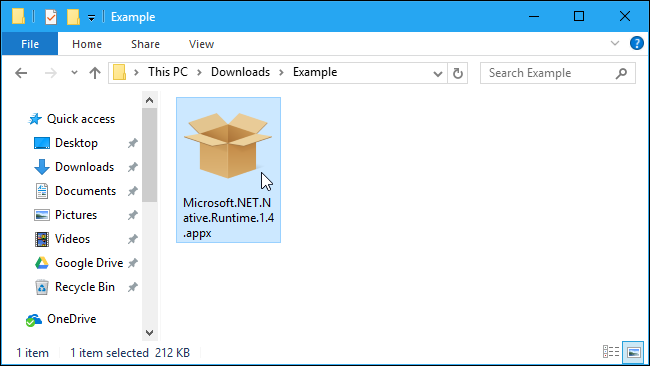 Example
File Home Share View
This PC Downloads Example
Search Example
Quick access
Desktop
Downloads
Documents
Pictures
Videos
Google Drive
Recycle Bin
OneDrive
Microsoft.NET.N
ative.Runtime.1.4
.appx
1 item 1 item selected 212 KB